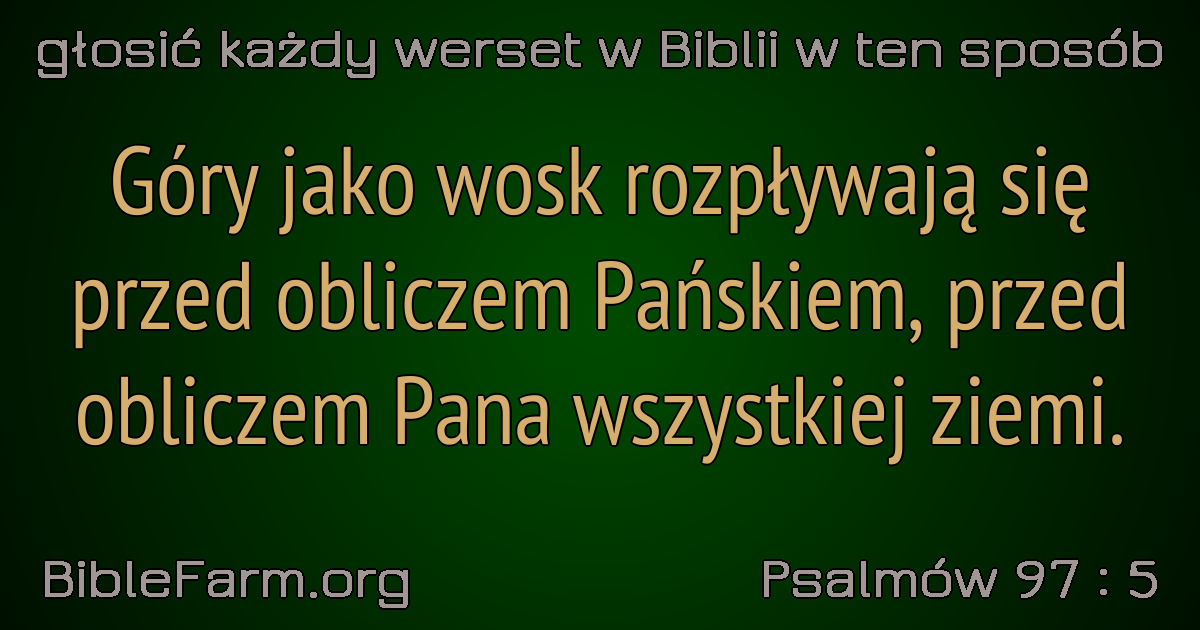 głosić każdy werset w Biblii w ten sposób
Góry jako wosk rozpływają się
przed obliczem Pańskiem, przed
obliczem Pana wszystkiej ziemi.
BibleFarm.org
Psalmów 97 : 5